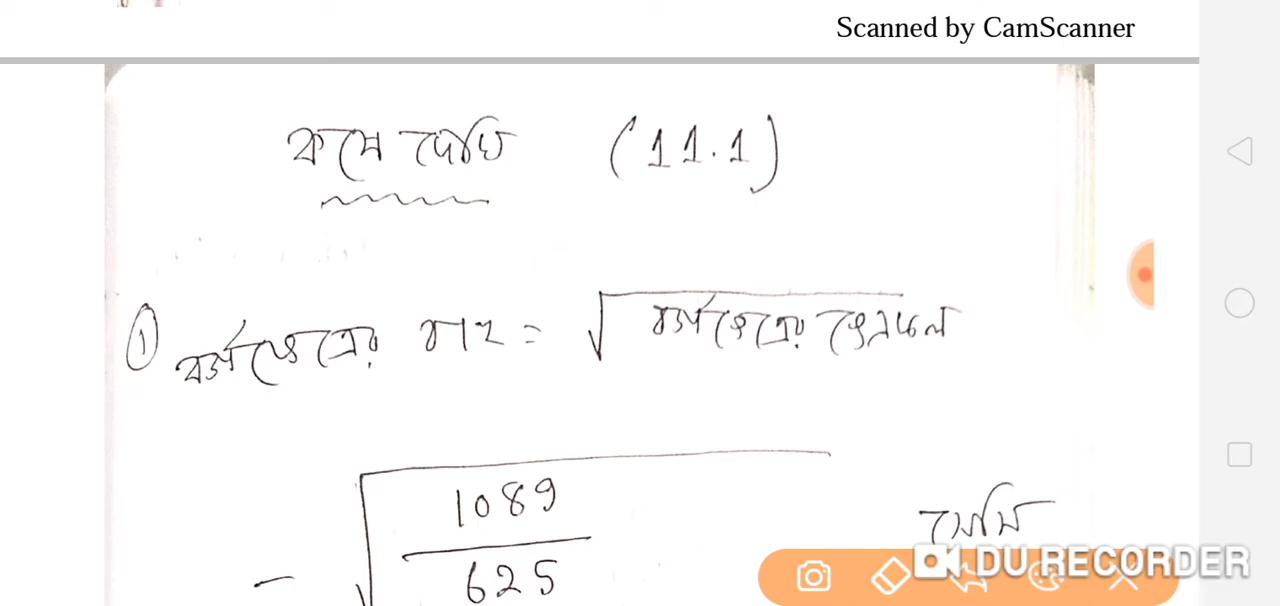 Scanned by CamScanner
কষে দেখি (11.1)
① বর্গক্ষেত্রের বাহু = √বর্গক্ষেত্রের ক্ষেত্রফল
= √1089/625 সেমি
DU RECORDER